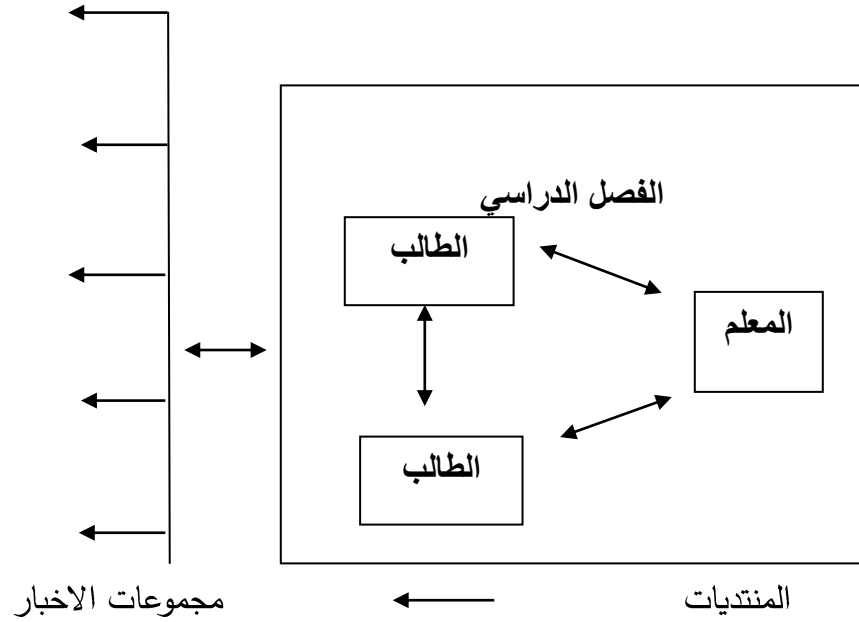 الفصل الدراسي
الطالب
المعلم
الطالب
المنتديات
مجموعات الاخبار